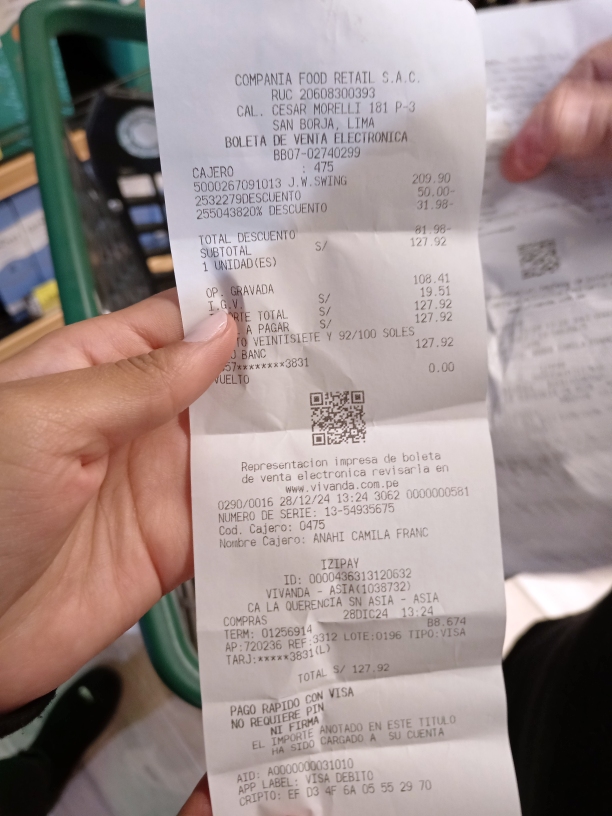 COMPANIA FOOD RETAIL S.A.C.
RUC 20608300393
CAL. CESAR MORELLI 181 P-3
SAN BORJA, LIMA
BOLETA DE VENTA ELECTRONICA
BB07-02740299
CAJERO : 475
5000267091013 J.W.SWING 209.90
2532279DESCUENTO 50.00-
255043820% DESCUENTO 31.98-
TOTAL DESCUENTO 81.98-
SUBTOTAL S/ 127.92
1 UNIDAD(ES)
OP. GRAVADA 108.41
I.G.V. S/ 19.51
TOTAL S/ 127.92
A PAGAR S/ 127.92
VEINTISIETE Y 92/100 SOLES
BANC 127.92
57********3831
VUELTO 0.00
Representacion impresa de boleta
de venta electronica revisarla en
www.vivanda.com.pe
0290/0016 28/12/24 13:24 3062 0000000581
NUMERO DE SERIE: 13-54935675
Cod. Cajero: 0475
Nombre Cajero: ANAHI CAMILA FRANC
IZIPAY
ID: 0000436313120632
VIVANDA - ASIA(1038732)
CA LA QUERENCIA SN ASIA - ASIA
COMPRAS 28DIC24 13:24
TERM: 01256914 B8.674
AP:720236 REF:3312 LOTE:0196 TIPO:VISA
TARJ:*****3831(L)
TOTAL S/ 127.92
PAGO RAPIDO CON VISA
NO REQUIERE PIN
NI FIRMA
EL IMPORTE ANOTADO EN ESTE TITULO
HA SIDO CARGADO A SU CUENTA
AID: A0000000031010
APP LABEL: VISA DEBITO
CRIPTO: EF D3 4F 6A 05 55 29 70